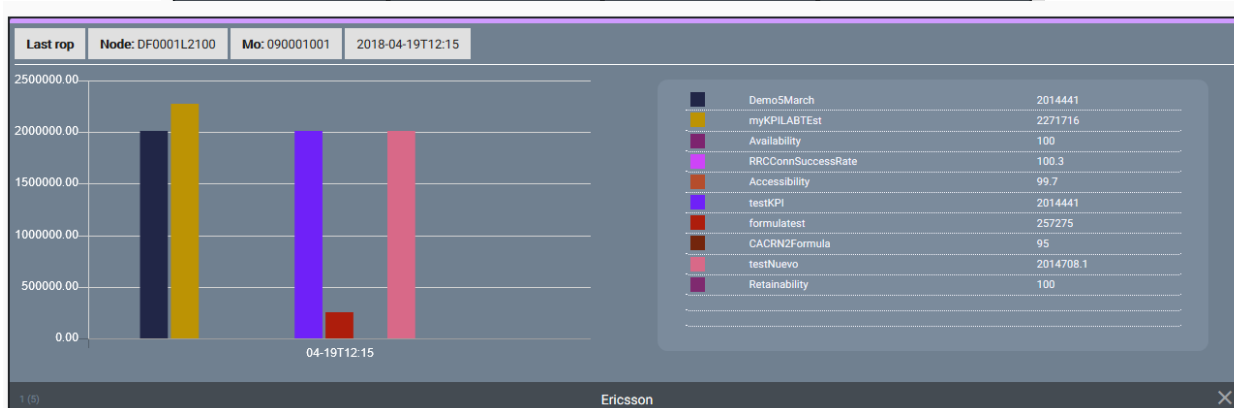 Last rop Node: DF0001L2100 Mo: 090001001 2018-04-19T12:15
2500000.00
2000000.00
1500000.00
1000000.00
500000.00
0.00
04-19T12:15
Demo5March 2014441
myKPILABTEst 2271716
Availability 100
RRCConnSuccessRate 100.3
Accessibility 99.7
testKPI 2014441
formulatest 257275
CACRN2Formula 95
testNuevo 2014708.1
Retainability 100
1 (5) Ericsson